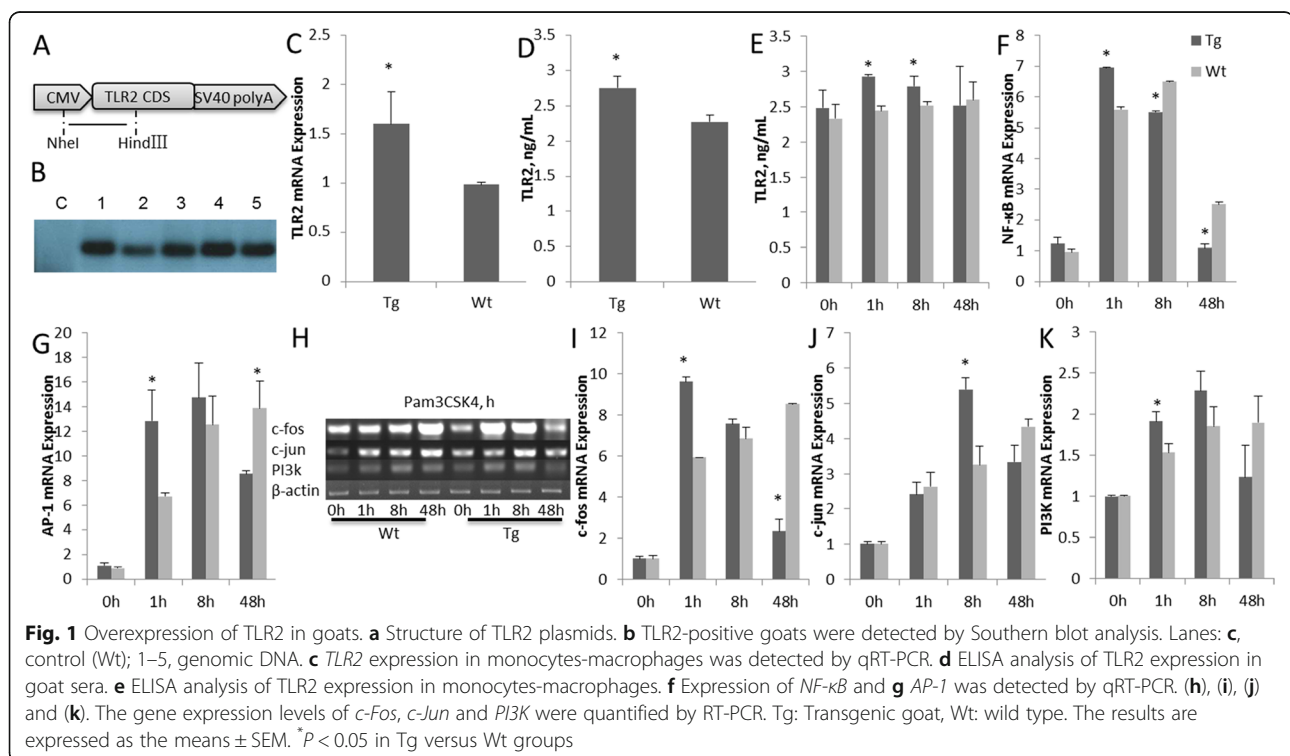 A
CMV
TLR2 CDS
SV40 polyA
NheI
HindIII
B
C 1 2 3 4 5
C
TLR2 mRNA Expression
2.5
2
1.5
1
0.5
0
*
Tg Wt
D
TLR2, ng/mL
3.5
3
2.5
2
1.5
1
0.5
0
*
Tg Wt
E
TLR2, ng/mL
3.5
3
2.5
2
1.5
1
0.5
0
* *
0h 1h 8h 48h
F
NF-κB mRNA Expression
8
7
6
5
4
3
2
1
0
* * *
0h 1h 8h 48h
Tg
Wt
G
AP-1 mRNA Expression
20
18
16
14
12
10
8
6
4
2
0
* *
0h 1h 8h 48h
H
Pam3CSK4, h
c-fos
c-jun
PI3k
β-actin
0h 1h 8h 48h 0h 1h 8h 48h
Wt Tg
I
c-fos mRNA Expression
12
10
8
6
4
2
0
* *
0h 1h 8h 48h
J
c-jun mRNA Expression
7
6
5
4
3
2
1
0
*
0h 1h 8h 48h
K
PI3K mRNA Expression
3
2.5
2
1.5
1
0.5
0
*
0h 1h 8h 48h
Fig. 1 Overexpression of TLR2 in goats. a Structure of TLR2 plasmids. b TLR2-positive goats were detected by Southern blot analysis. Lanes: c,
control (Wt); 1–5, genomic DNA. c TLR2 expression in monocytes-macrophages was detected by qRT-PCR. d ELISA analysis of TLR2 expression in
goat sera. e ELISA analysis of TLR2 expression in monocytes-macrophages. f Expression of NF-κB and g AP-1 was detected by qRT-PCR. (h), (i), (j)
and (k). The gene expression levels of c-Fos, c-Jun and PI3K were quantified by RT-PCR. Tg: Transgenic goat, Wt: wild type. The results are
expressed as the means ± SEM. *P < 0.05 in Tg versus Wt groups